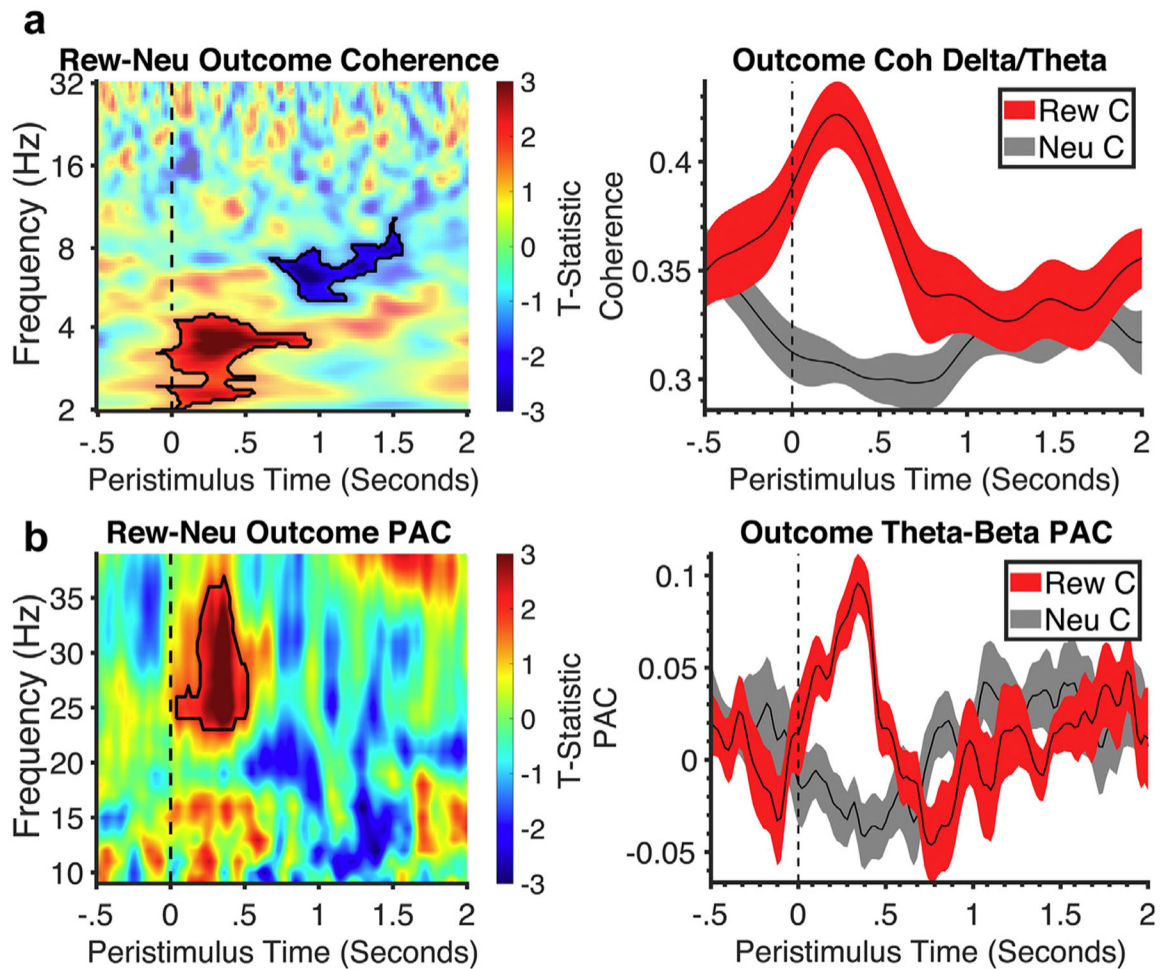 a
Rew-Neu Outcome Coherence
32
16
8
4
2
Frequency (Hz)
-.5 0 .5 1 1.5 2
Peristimulus Time (Seconds)
3
2
1
0
-1
-2
-3
T-Statistic
Outcome Coh Delta/Theta
Rew C
Neu C
0.4
0.35
0.3
Coherence
-.5 0 .5 1 1.5 2
Peristimulus Time (Seconds)
b
Rew-Neu Outcome PAC
35
30
25
20
15
10
Frequency (Hz)
-.5 0 .5 1 1.5 2
Peristimulus Time (Seconds)
3
2
1
0
-1
-2
-3
T-Statistic
Outcome Theta-Beta PAC
Rew C
Neu C
0.1
0.05
0
-0.05
PAC
-.5 0 .5 1 1.5 2
Peristimulus Time (Seconds)